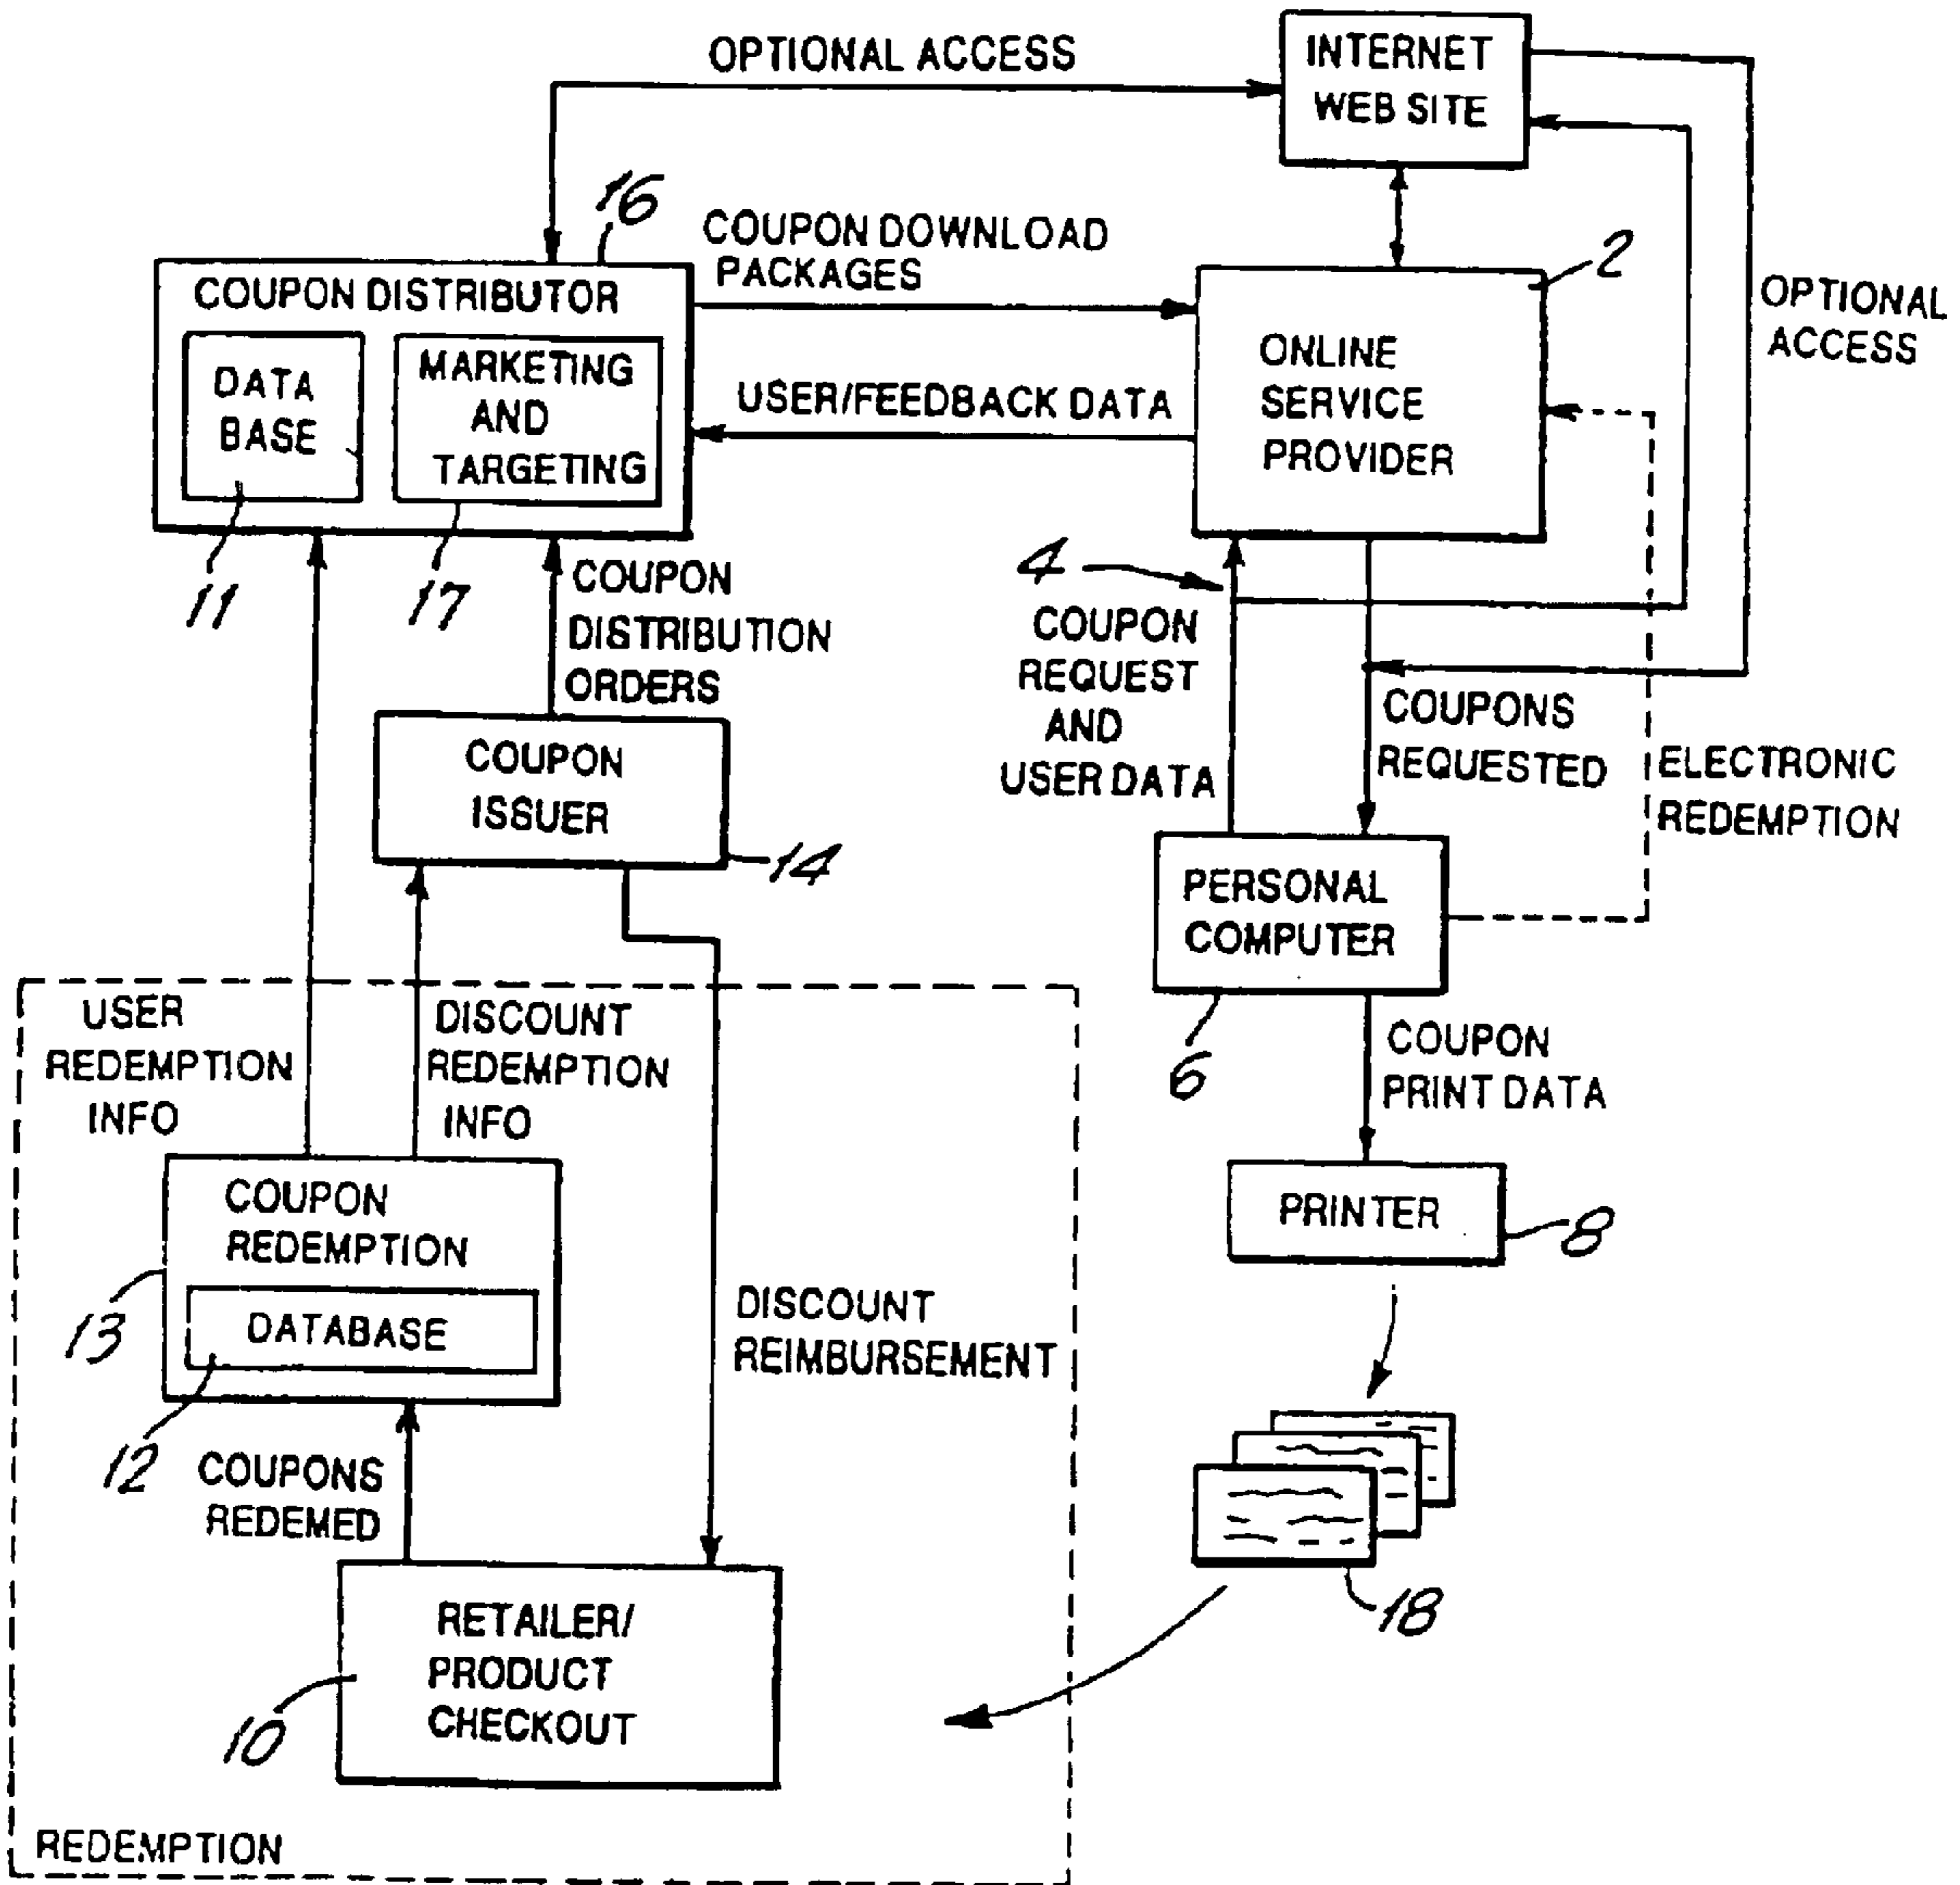 OPTIONAL ACCESS
INTERNET
WEB SITE
16
COUPON DOWNLOAD
PACKAGES
2
OPTIONAL
ACCESS
COUPON DISTRIBUTOR
DATA
BASE
MARKETING
AND
TARGETING
USER/FEEDBACK DATA
ONLINE
SERVICE
PROVIDER
11
17
COUPON
DISTRIBUTION
ORDERS
4
COUPON
REQUEST
AND
USER DATA
COUPONS
REQUESTED
ELECTRONIC
REDEMPTION
COUPON
ISSUER
14
PERSONAL
COMPUTER
6
COUPON
PRINT DATA
USER
REDEMPTION
INFO
DISCOUNT
REDEMPTION
INFO
COUPON
REDEMPTION
DATABASE
13
12
PRINTER
8
DISCOUNT
REIMBURSEMENT
COUPONS
REDEMED
RETAILER/
PRODUCT
CHECKOUT
10
18
REDEMPTION